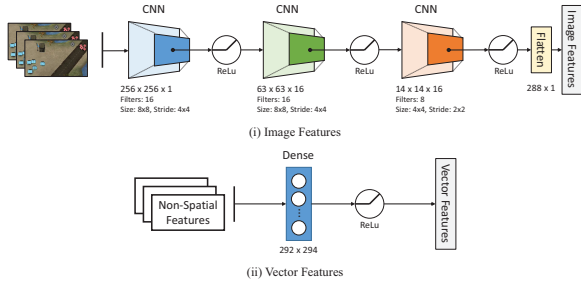 CNN
CNN
CNN
ReLu
ReLu
ReLu
Flatten
Image Features
256 x 256 x 1
Filters: 16
Size: 8x8, Stride: 4x4
63 x 63 x 16
Filters: 16
Size: 8x8, Stride: 4x4
14 x 14 x 16
Filters: 8
Size: 4x4, Stride: 2x2
288 x 1
(i) Image Features
Dense
Non-Spatial
Features
ReLu
Vector Features
292 x 294
(ii) Vector Features